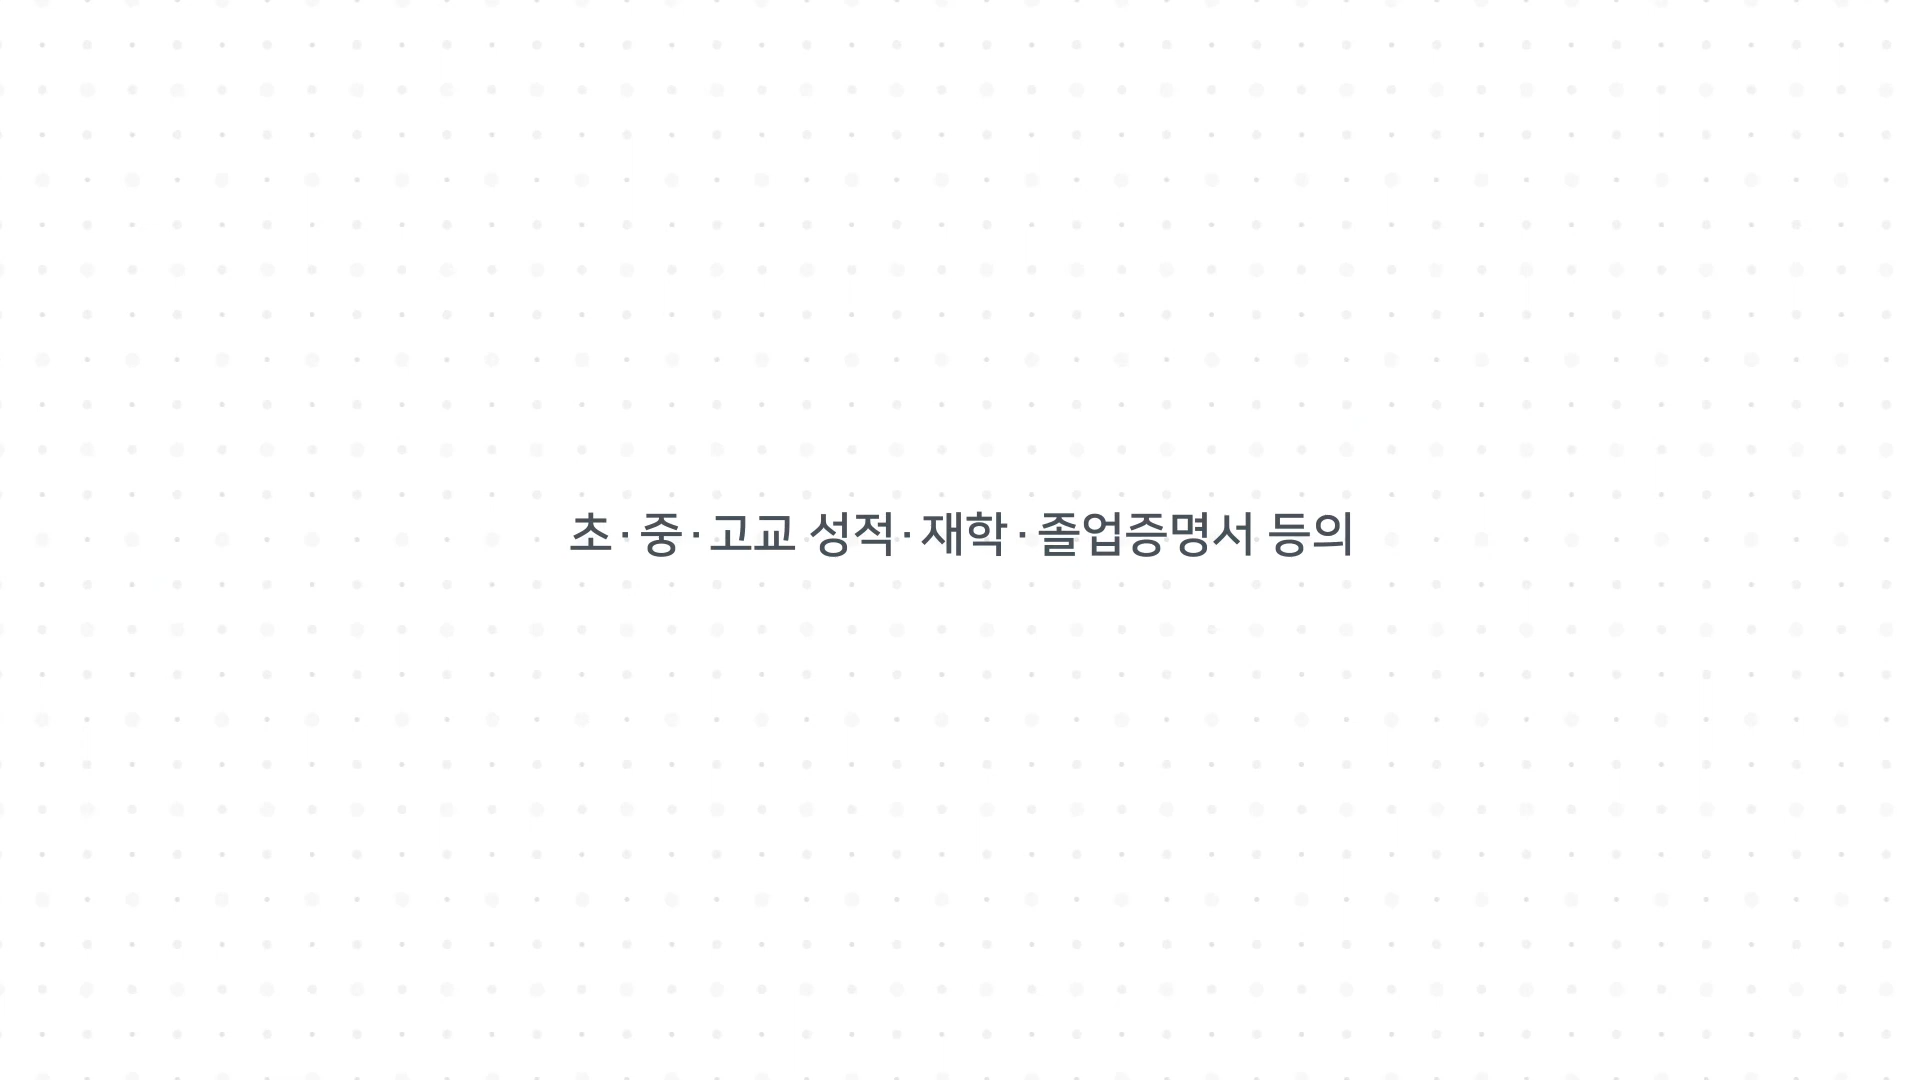 초 · 중 · 고교 성적 · 재학 · 졸업증명서 등의